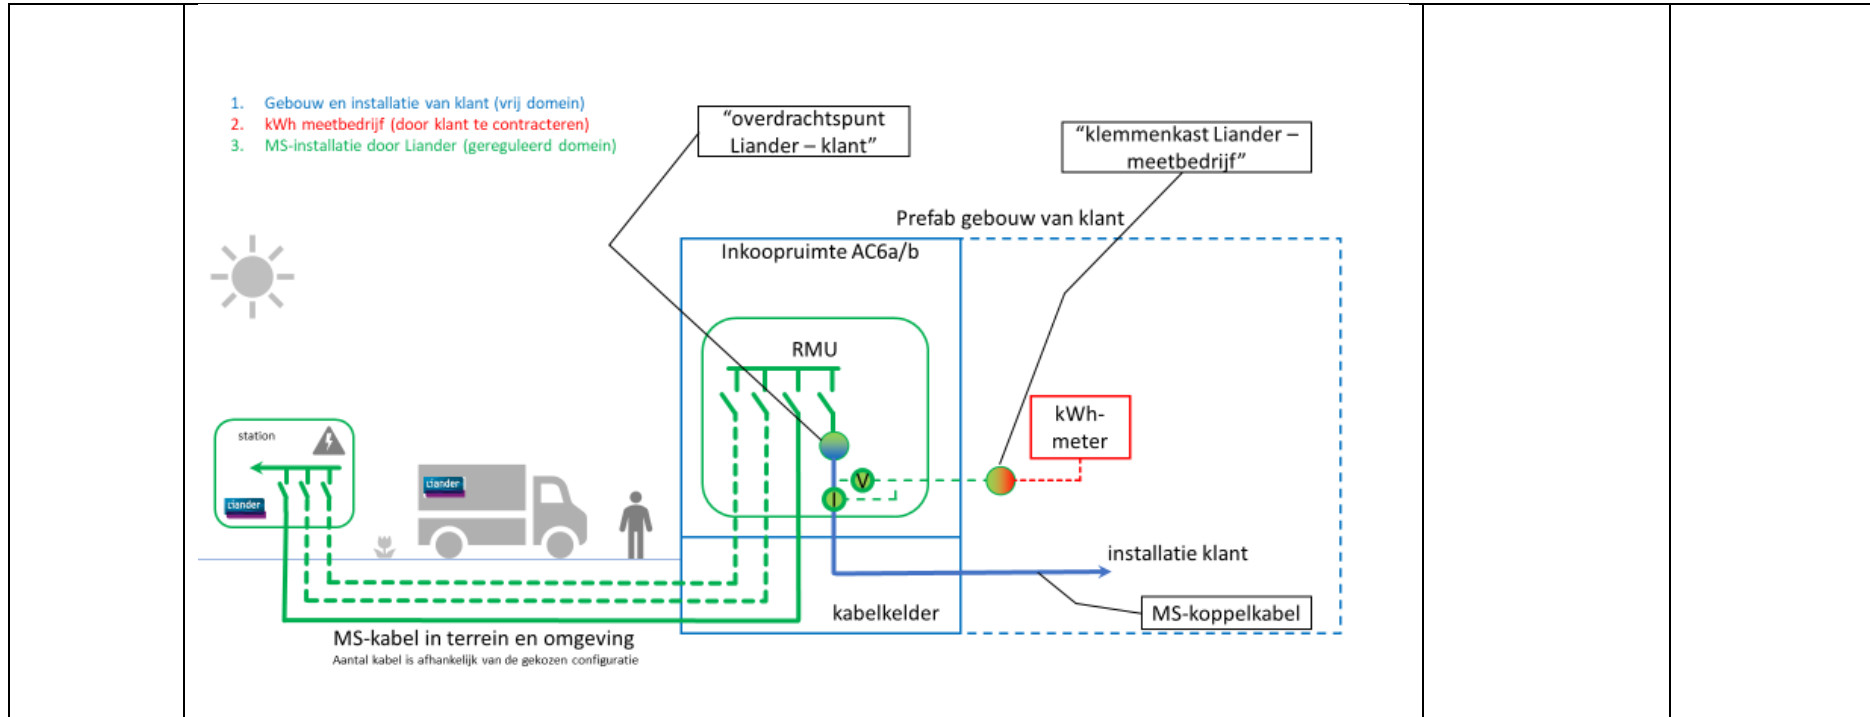 1. Gebouw en installatie van klant (vrij domein)
2. kWh meetbedrijf (door klant te contracteren)
3. MS-installatie door Liander (gereguleerd domein)
“overdrachtspunt
Liander – klant”
“klemmenkast Liander –
meetbedrijf”
Prefab gebouw van klant
Inkoopruimte AC6a/b
RMU
kWh-
meter
station
Liander
Liander
V
I
installatie klant
kabelkelder
MS-koppelkabel
MS-kabel in terrein en omgeving
Aantal kabel is afhankelijk van de gekozen configuratie